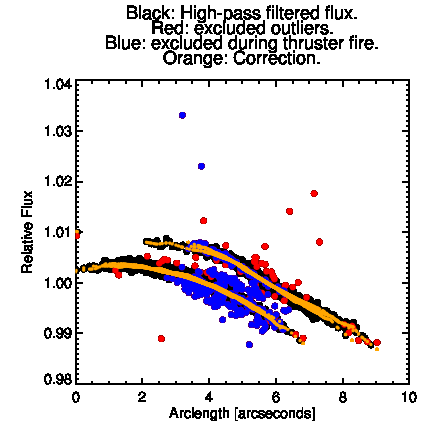 Black: High-pass filtered flux.
Red: excluded outliers.
Blue: excluded during thruster fire.
Orange: Correction.
1.04
1.03
1.02
1.01
1.00
0.99
0.98
Relative Flux
0 2 4 6 8 10
Arclength [arcseconds]